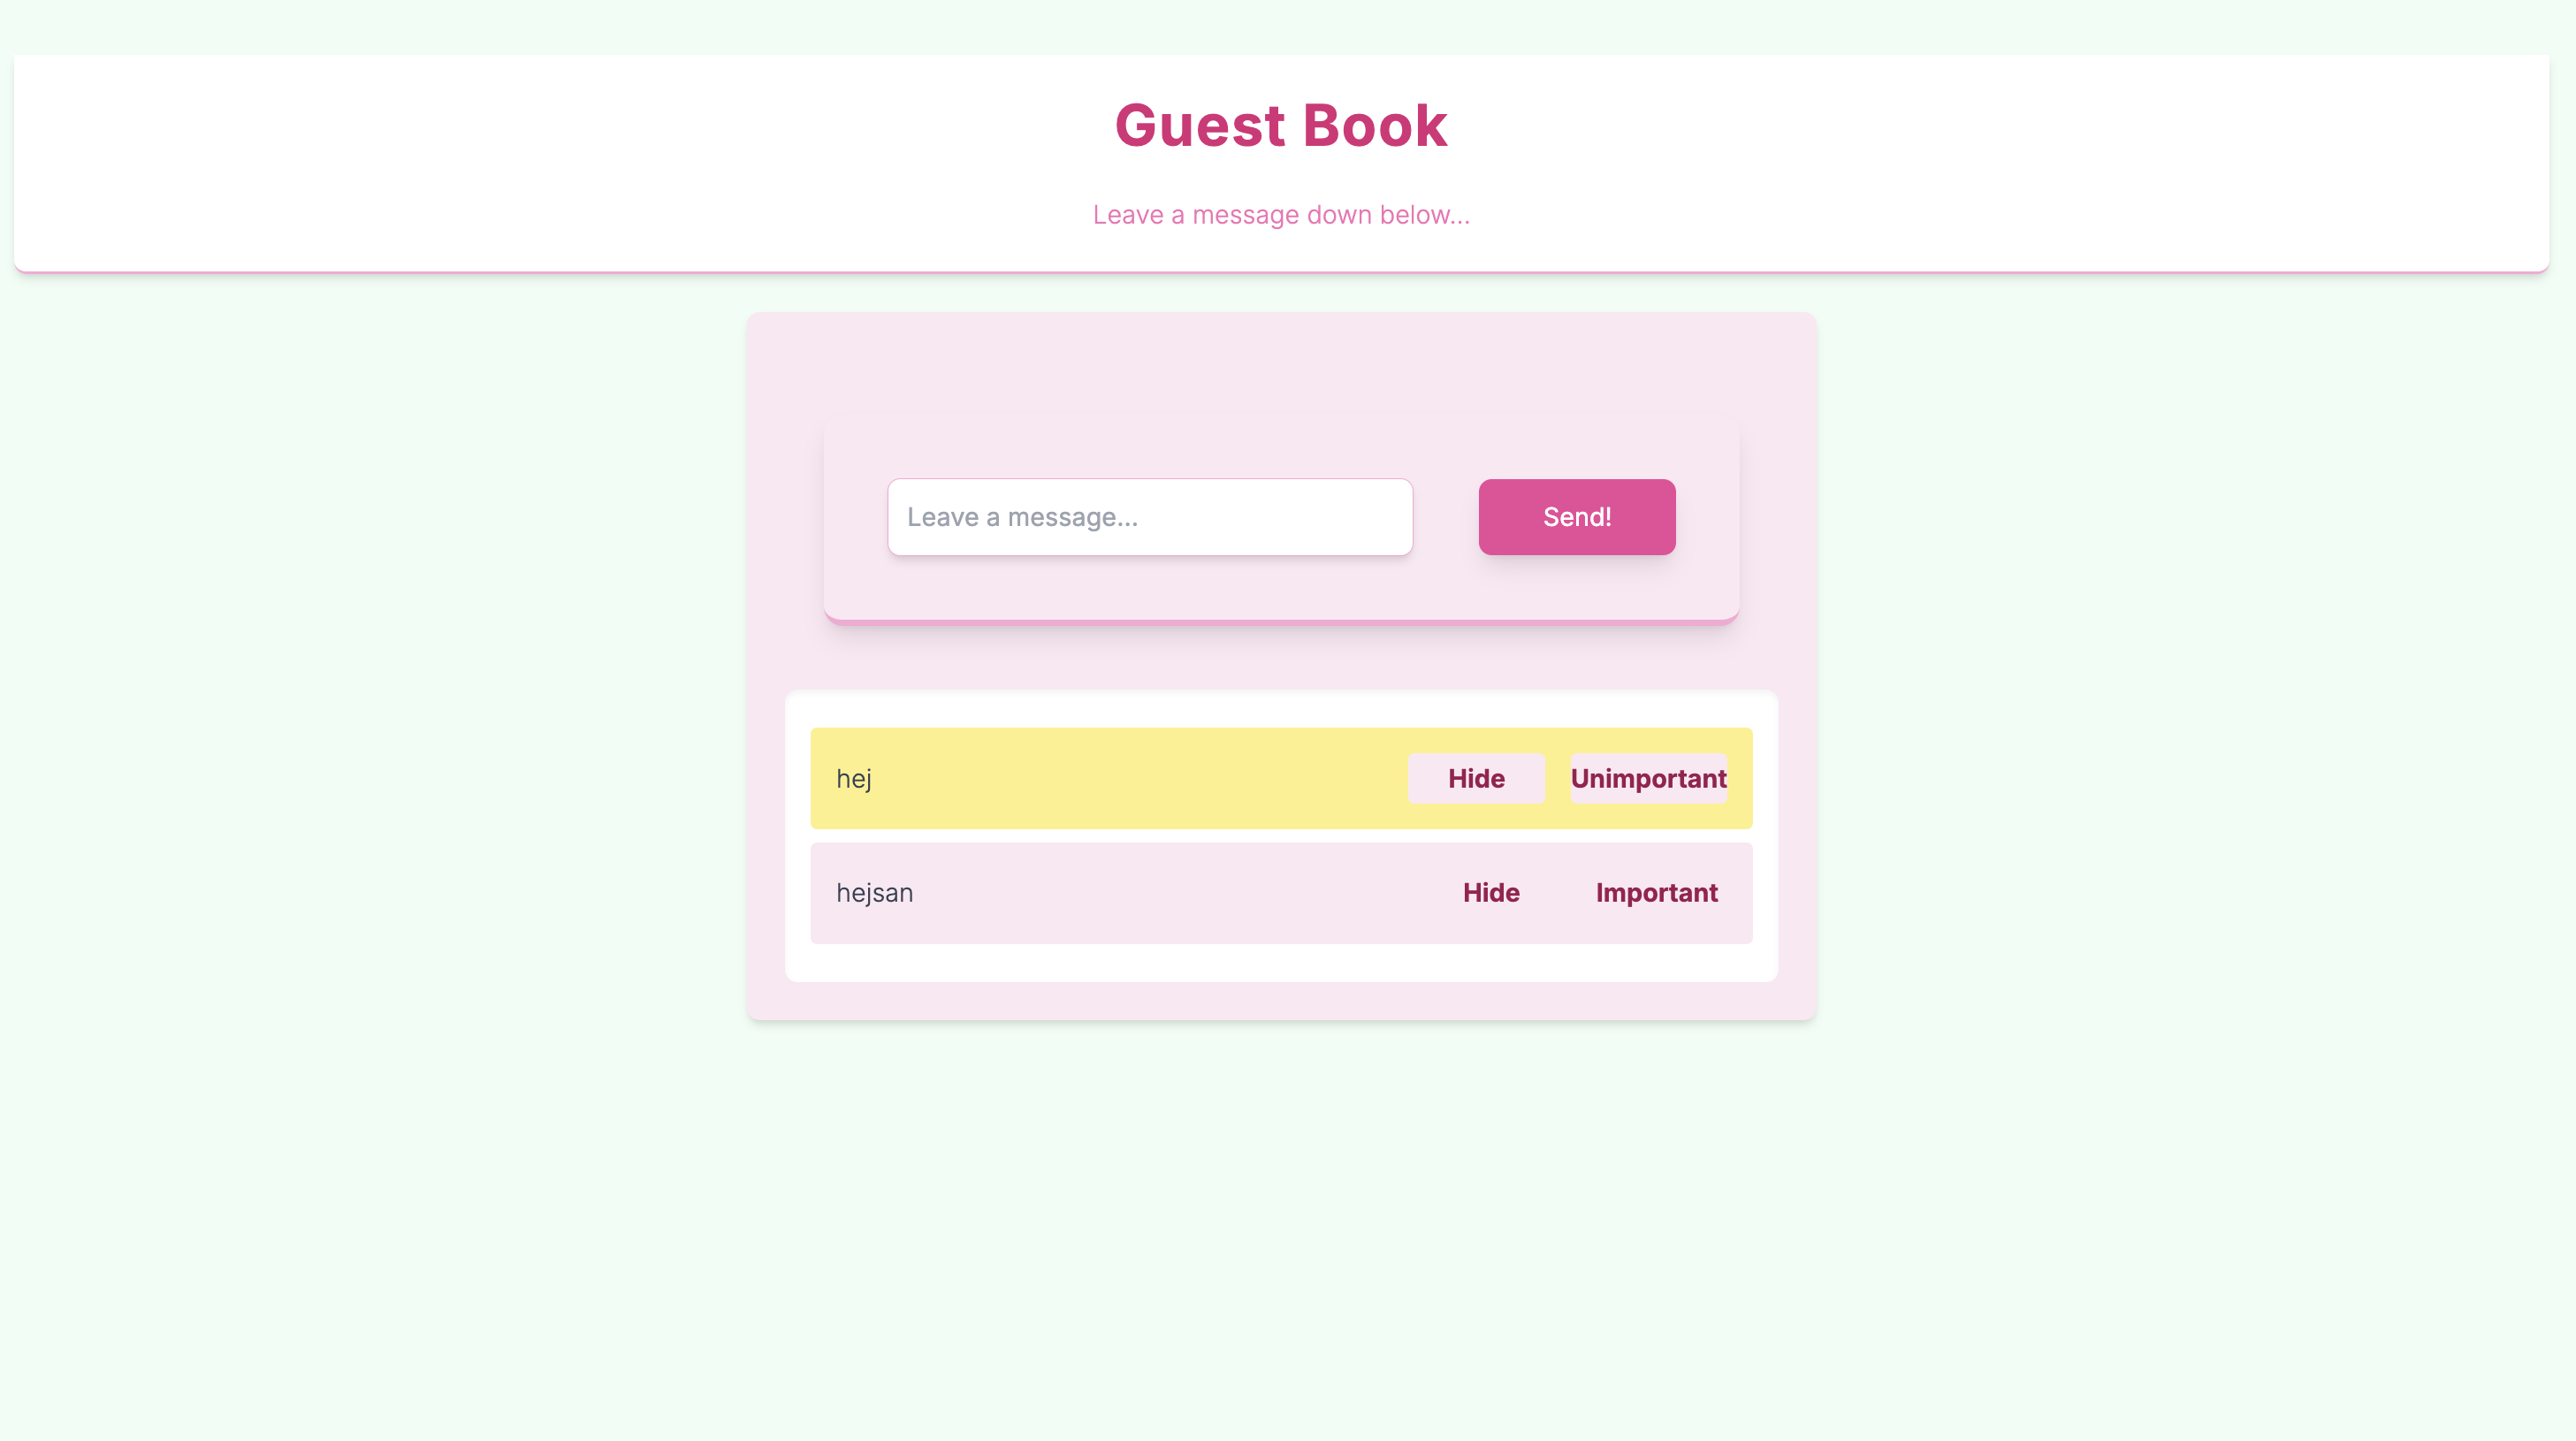 Guest Book
Leave a message down below...
Leave a message...
Send!
hej
Hide
Unimportant
hejsan
Hide
Important